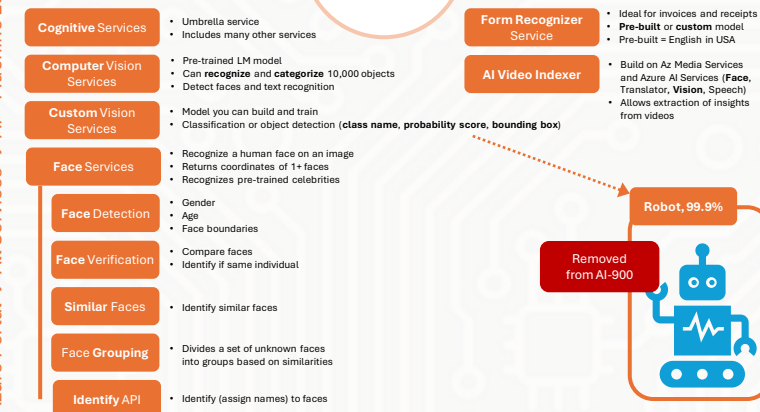 Cognitive Services
• Umbrella service
• Includes many other services
Computer Vision
Services
• Pre-trained LM model
• Can recognize and categorize 10,000 objects
• Detect faces and text recognition
Custom Vision
Services
• Model you can build and train
• Classification or object detection (class name, probability score, bounding box)
Face Services
• Recognize a human face on an image
• Returns coordinates of 1+ faces
• Recognizes pre-trained celebrities
Face Detection
• Gender
• Age
• Face boundaries
Face Verification
• Compare faces
• Identify if same individual
Similar Faces
• Identify similar faces
Face Grouping
• Divides a set of unknown faces
into groups based on similarities
Identify API
• Identify (assign names) to faces
Form Recognizer
Service
• Ideal for invoices and receipts
• Pre-built or custom model
• Pre-built = English in USA
AI Video Indexer
• Build on Az Media Services
and Azure AI Services (Face,
Translator, Vision, Speech)
• Allows extraction of insights
from videos
Robot, 99.9%
Removed
from AI-900